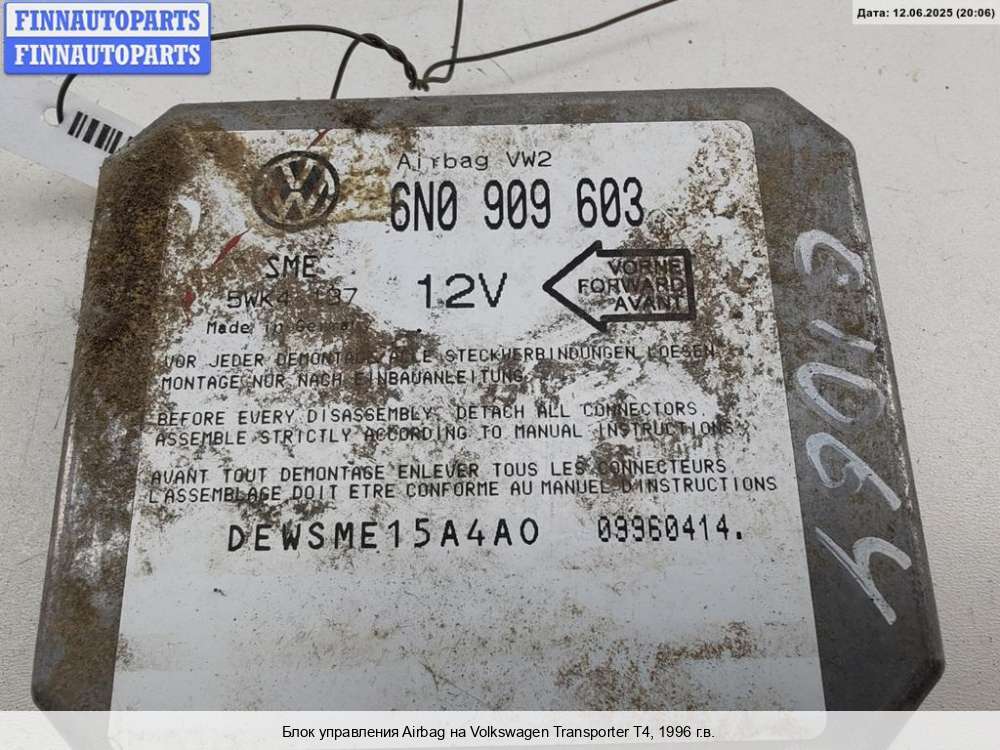 FINNAUTOPARTS
FINNAUTOPARTS
Дата: 12.06.2025 (20:06)
Airbag VW2
6N0 909 603
SME
12V
VORNE
FORWARD
AVANT
5WK4
Made in
VOR JEDER DEMONTAGE ALLE STECKVERBINDUNGEN LOESEN
MONTAGE NUR NACH EINBAUANLEITUNG
BEFORE EVERY DISASSEMBLY, DETACH ALL CONNECTORS.
ASSEMBLE STRICTLY ACCORDING TO MANUAL INSTRUCTIONS.
AVANT TOUT DEMONTAGE ENLEVER TOUS LES CONNECTEURS
L'ASSEMBLAGE DOIT ETRE CONFORME AU MANUEL D'INSTRUCTIONS
DEWSME15A4A0 09960414.
Блок управления Airbag на Volkswagen Transporter T4, 1996 г.в.